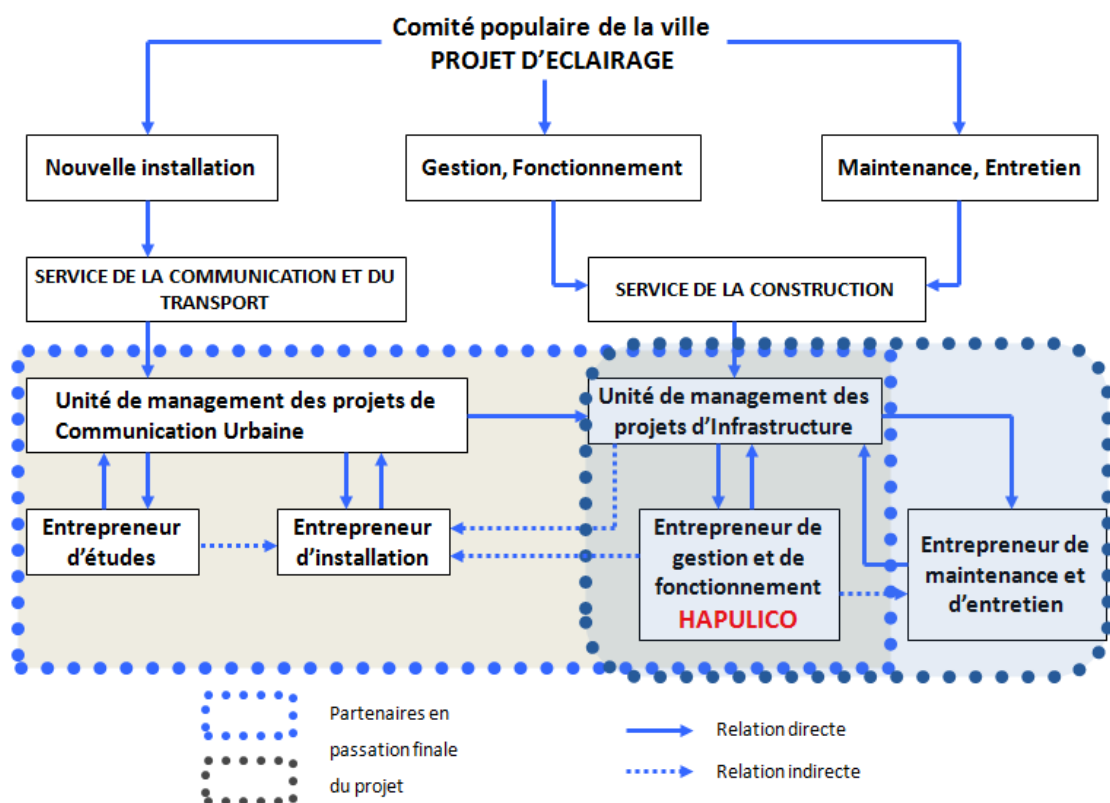 Comité populaire de la ville
PROJET D'ECLAIRAGE
Nouvelle installation
Gestion, Fonctionnement
Maintenance, Entretien
SERVICE DE LA COMMUNICATION ET DU
TRANSPORT
SERVICE DE LA CONSTRUCTION
Unité de management des projets de
Communication Urbaine
Unité de management des
projets d'Infrastructure
Entrepreneur
d'études
Entrepreneur
d'installation
Entrepreneur de
gestion et de
fonctionnement
HAPULICO
Entrepreneur de
maintenance et
d'entretien
Partenaires en
passation finale
du projet
Relation directe
Relation indirecte